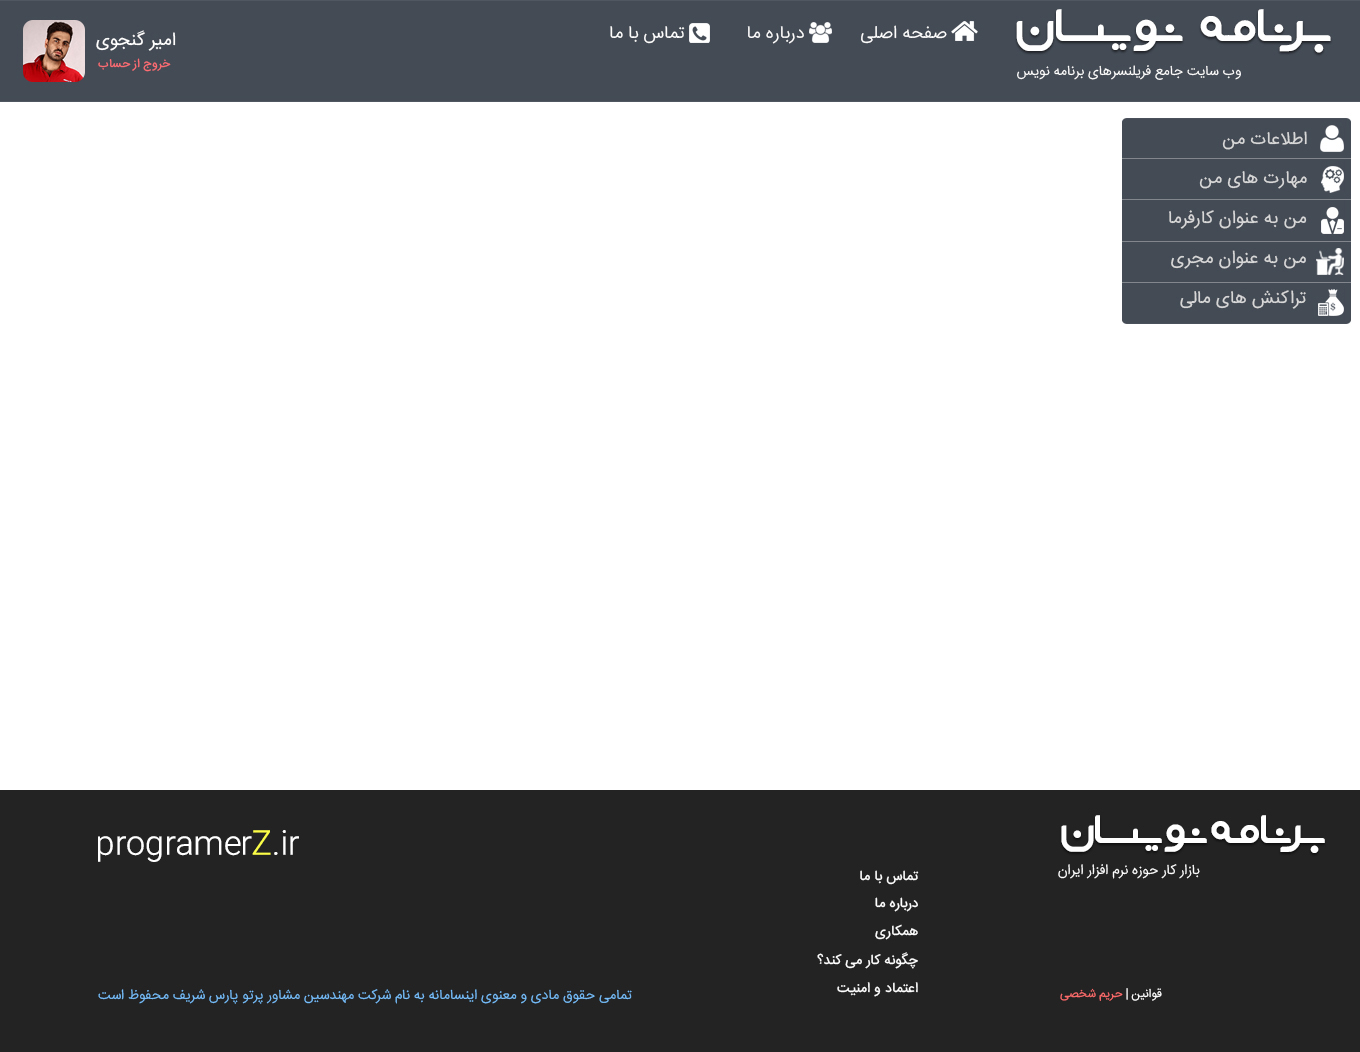 برنامه نویسان
وب سایت جامع فریلنسرهای برنامه نویس
صفحه اصلی
درباره ما
تماس با ما
امیر گنجوی
خروج از حساب
اطلاعات من
مهارت های من
من به عنوان کارفرما
من به عنوان مجری
تراکنش های مالی
برنامه نویسان
بازار کار حوزه نرم افزار ایران
قوانین | حریم شخصی
تماس با ما
درباره ما
همکاری
چگونه کار می کند؟
اعتماد و امنیت
programerZ.ir
تمامی حقوق مادی و معنوی اینسامانه به نام شرکت مهندسین مشاور پرتو پارس شریف محفوظ است